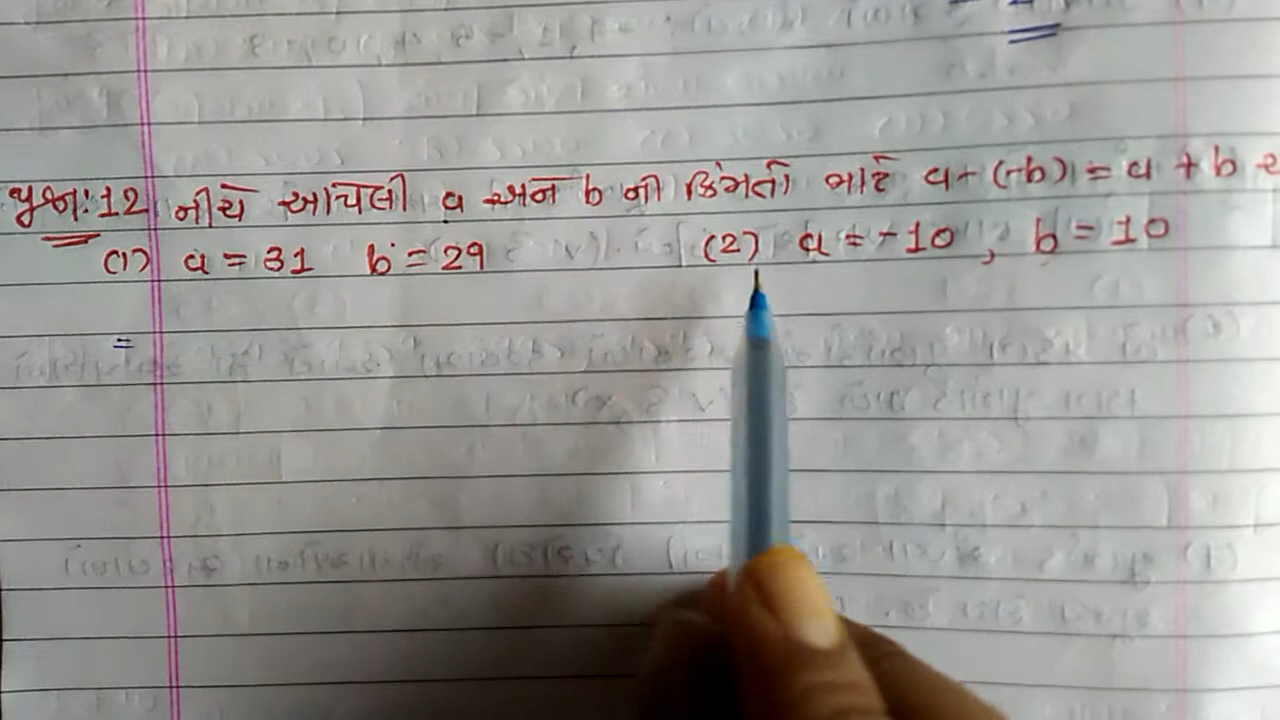 પ્રશ્ન:12 નીચે આપેલી a અને b ની કિંમતો માટે a-(-b) = a + b
(1) a = 31 b = 29 (2) a = -10 , b = 10
=